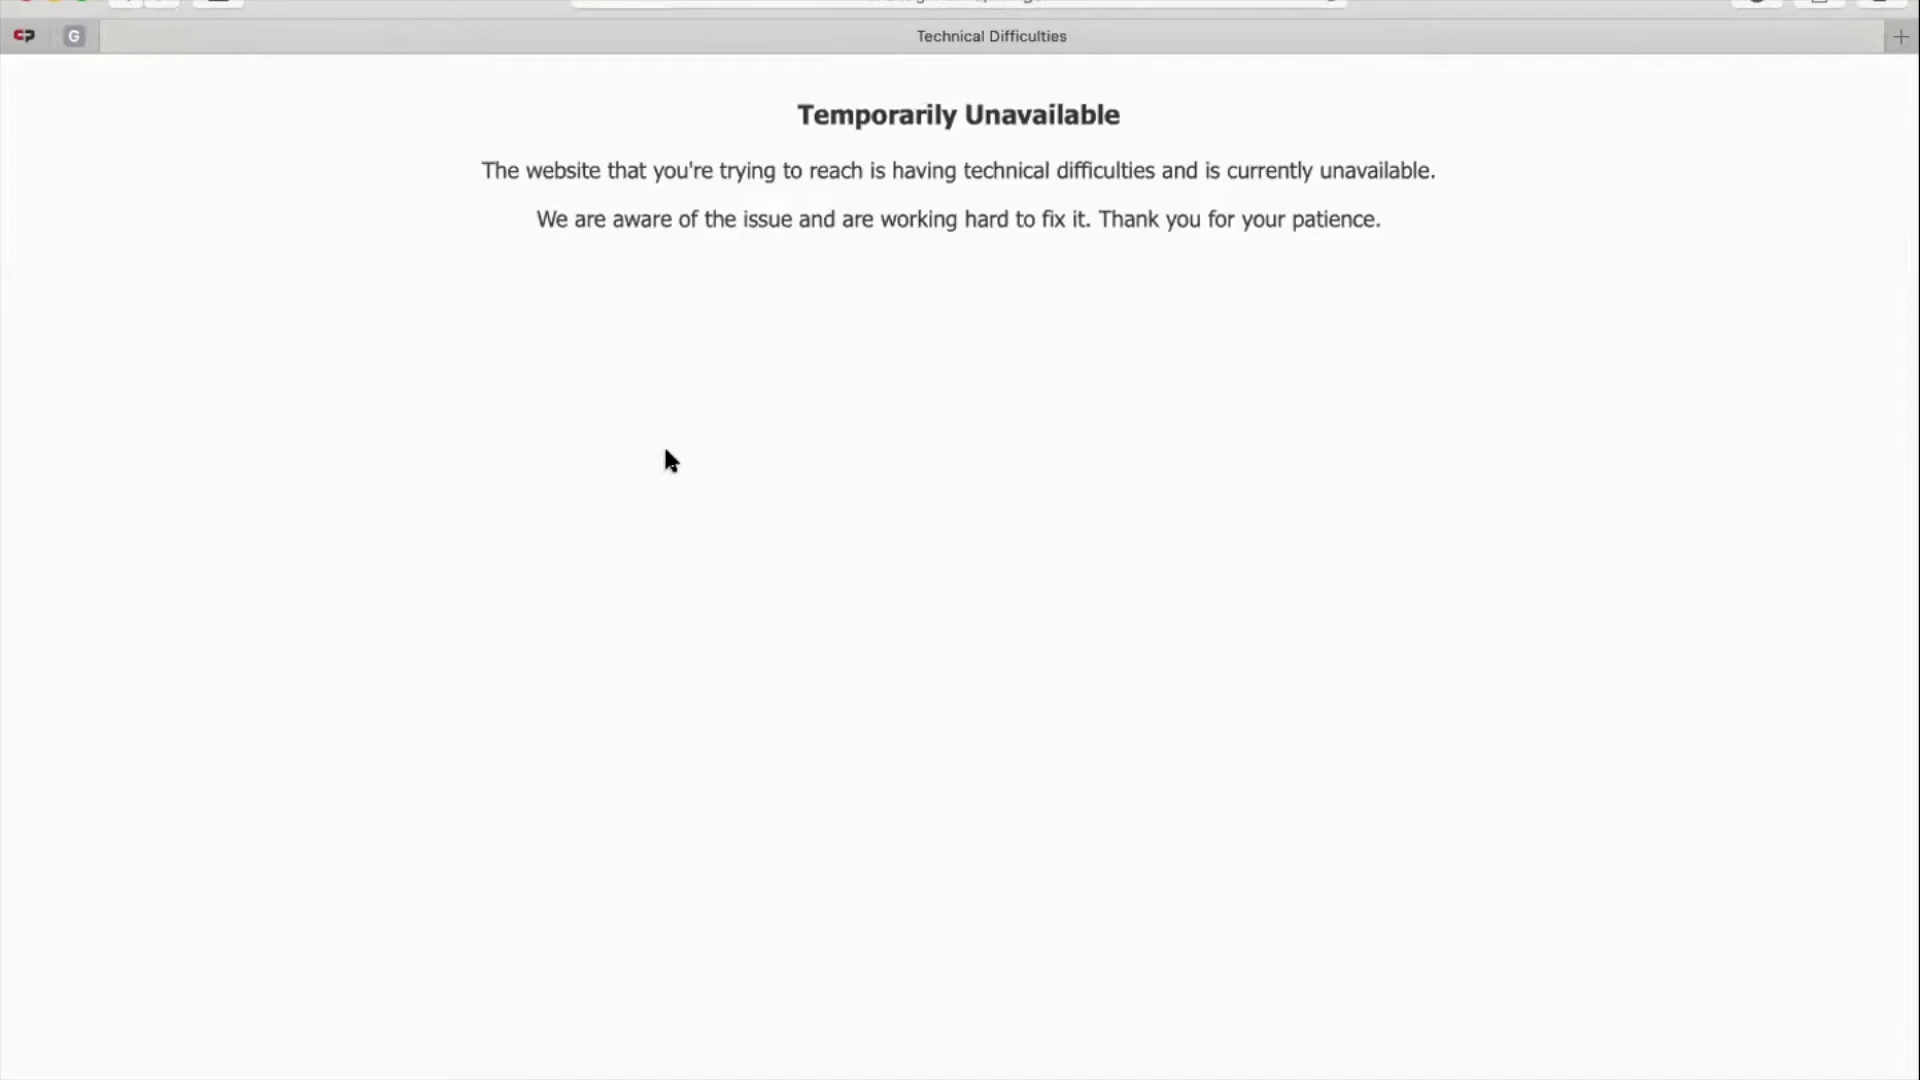 G
Technical Difficulties
Temporarily Unavailable
The website that you're trying to reach is having technical difficulties and is currently unavailable.
We are aware of the issue and are working hard to fix it. Thank you for your patience.